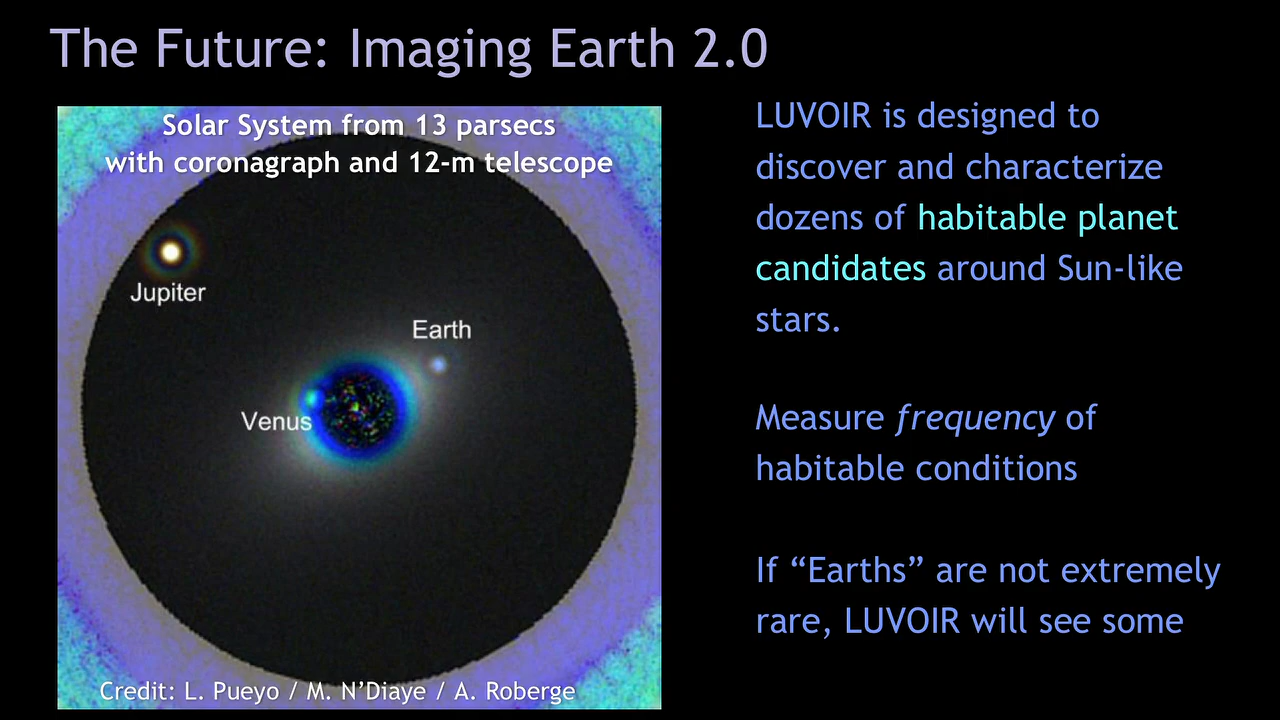 The Future: Imaging Earth 2.0
Solar System from 13 parsecs
with coronagraph and 12-m telescope
Jupiter
Earth
Venus
Credit: L. Pueyo / M. N’Diaye / A. Roberge
LUVOIR is designed to
discover and characterize
dozens of habitable planet
candidates around Sun-like
stars.
Measure frequency of
habitable conditions
If “Earths” are not extremely
rare, LUVOIR will see some